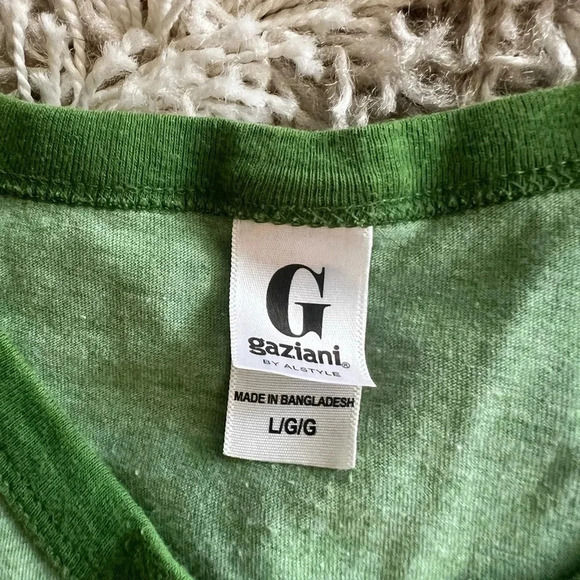 G
gaziani®
BY ALSTYLE
MADE IN BANGLADESH
L/G/G